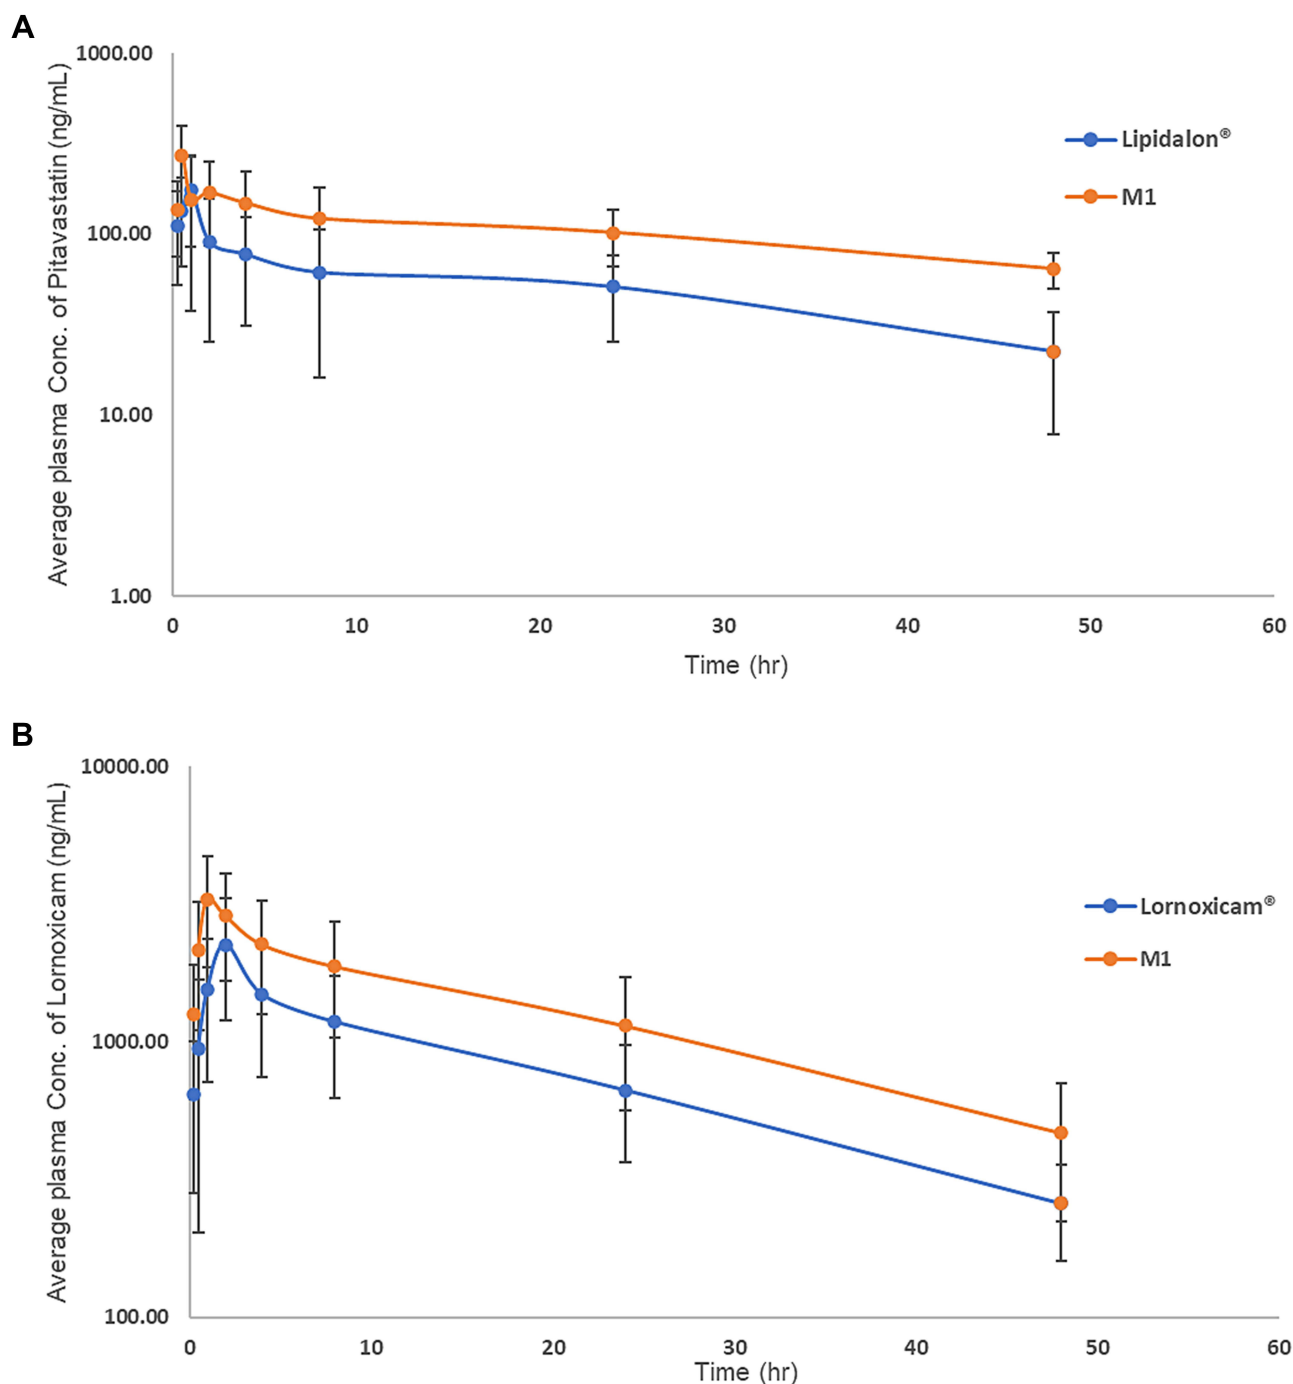 A
Average plasma Conc. of Pitavastatin (ng/mL)
1000.00
100.00
10.00
1.00
0 10 20 30 40 50 60
Time (hr)
Lipidalon®
M1
B
Average plasma Conc. of Lornoxicam (ng/mL)
10000.00
1000.00
100.00
0 10 20 30 40 50 60
Time (hr)
Lornoxicam®
M1